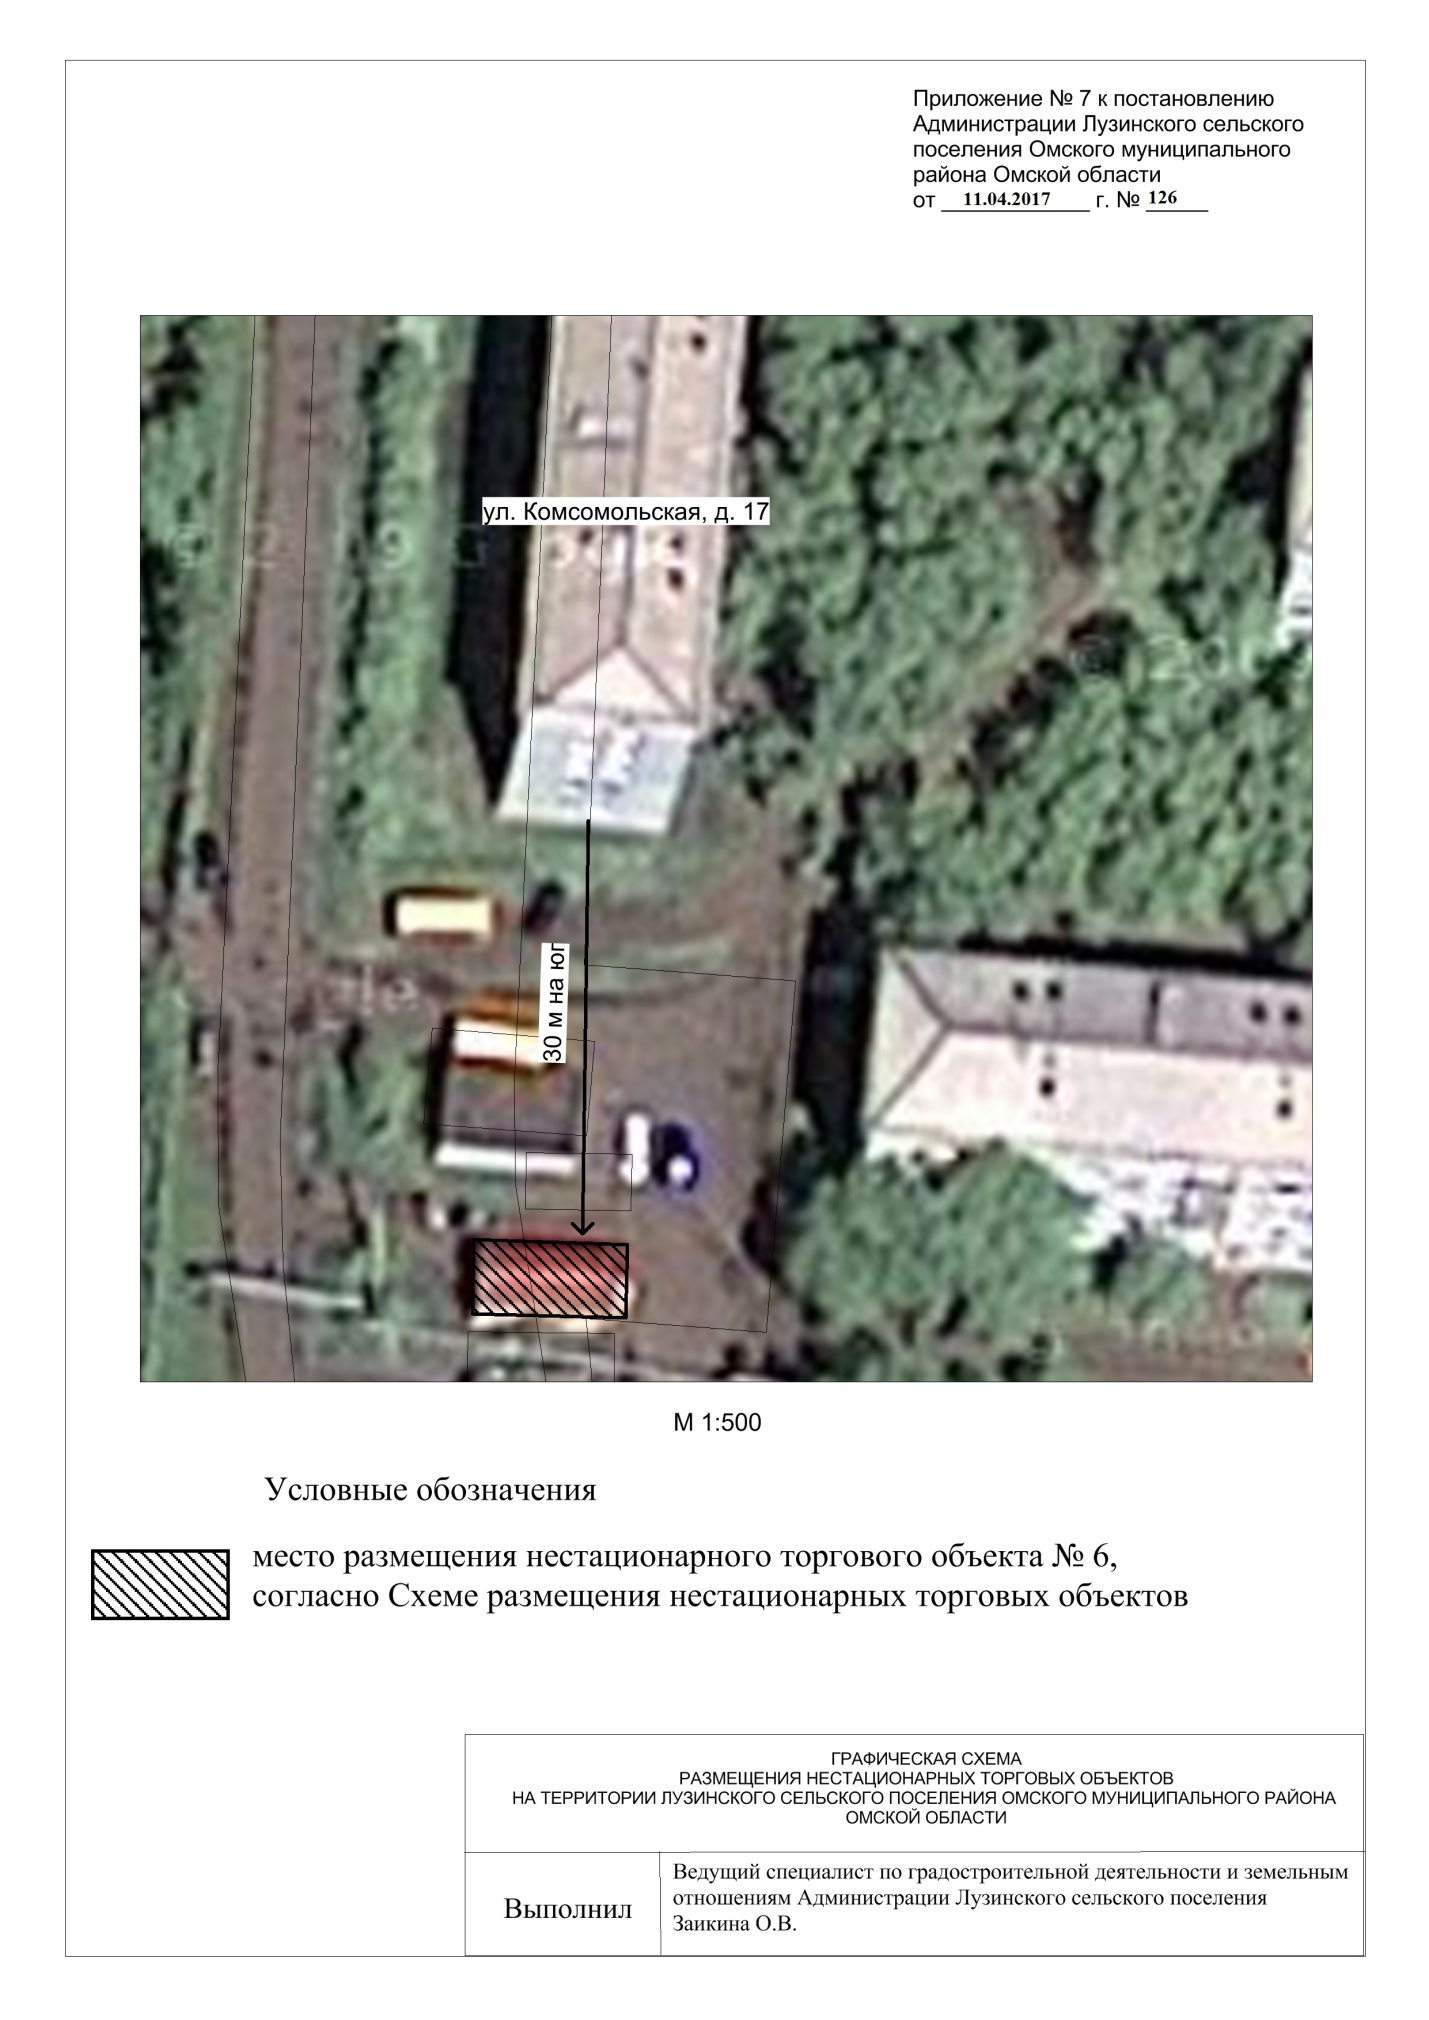 Приложение № 7 к постановлению
Администрации Лузинского сельского
поселения Омского муниципального
района Омской области
от 11.04.2017 г. № 126
ул. Комсомольская, д. 17
30 м на юг
М 1:500
Условные обозначения
место размещения нестационарного торгового объекта № 6,
согласно Схеме размещения нестационарных торговых объектов
ГРАФИЧЕСКАЯ СХЕМА
РАЗМЕЩЕНИЯ НЕСТАЦИОНАРНЫХ ТОРГОВЫХ ОБЪЕКТОВ
НА ТЕРРИТОРИИ ЛУЗИНСКОГО СЕЛЬСКОГО ПОСЕЛЕНИЯ ОМСКОГО МУНИЦИПАЛЬНОГО РАЙОНА
ОМСКОЙ ОБЛАСТИ
Выполнил
Ведущий специалист по градостроительной деятельности и земельным
отношениям Администрации Лузинского сельского поселения
Заикина О.В.